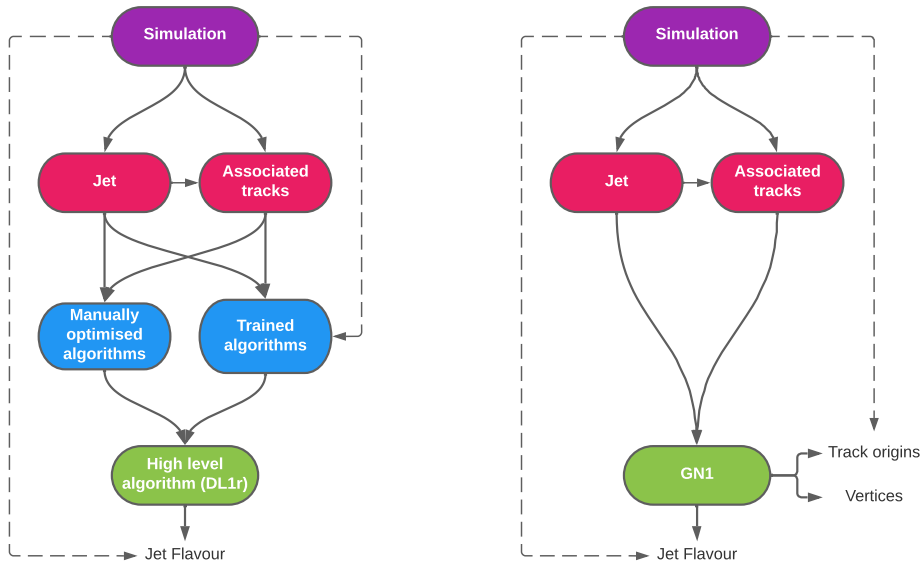 Simulation
Jet
Associated
tracks
Manually
optimised
algorithms
Trained
algorithms
High level
algorithm (DL1r)
Jet Flavour
Simulation
Jet
Associated
tracks
GN1
Track origins
Vertices
Jet Flavour